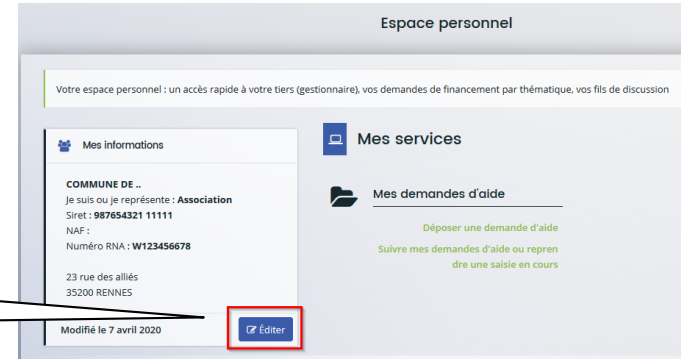 Espace personnel
Votre espace personnel : un accès rapide à votre tiers (gestionnaire), vos demandes de financement par thématique, vos fils de discussion
Mes informations
COMMUNE DE ..
Je suis ou je représente : Association
Siret : 987654321 11111
NAF :
Numéro RNA : W123456678
23 rue des alliés
35200 RENNES
Modifié le 7 avril 2020
Éditer
Mes services
Mes demandes d'aide
Déposer une demande d'aide
Suivre mes demandes d'aide ou repren
dre une saisie en cours